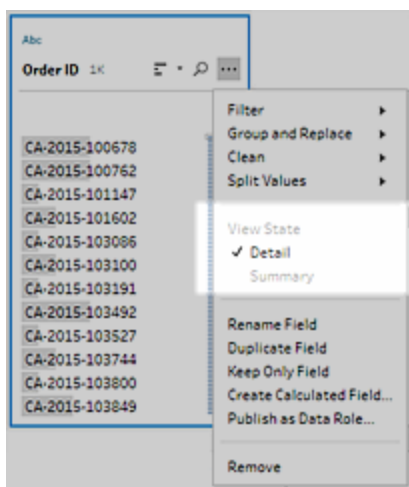 Abc
Order ID 1K
CA-2015-100678
CA-2015-100762
CA-2015-101147
CA-2015-101602
CA-2015-103086
CA-2015-103100
CA-2015-103191
CA-2015-103492
CA-2015-103527
CA-2015-103744
CA-2015-103800
CA-2015-103849
Filter
Group and Replace
Clean
Split Values
View State
✓ Detail
Summary
Rename Field
Duplicate Field
Keep Only Field
Create Calculated Field...
Publish as Data Role...
Remove